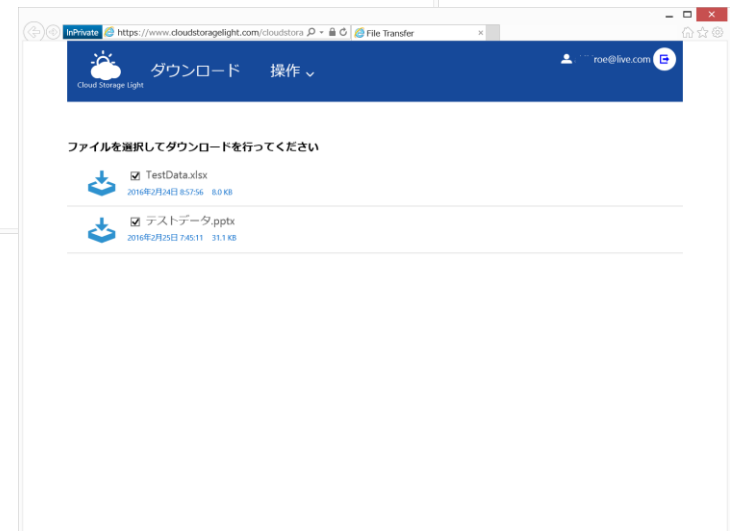 InPrivate https://www.cloudstoragelight.com/cloudstora File Transfer
Cloud Storage Light
ダウンロード 操作
roe@live.com
ファイルを選択してダウンロードを行ってください
TestData.xlsx
2016年2月24日 8:57:56 8.0 KB
テストデータ.pptx
2016年2月25日 7:45:11 31.1 KB